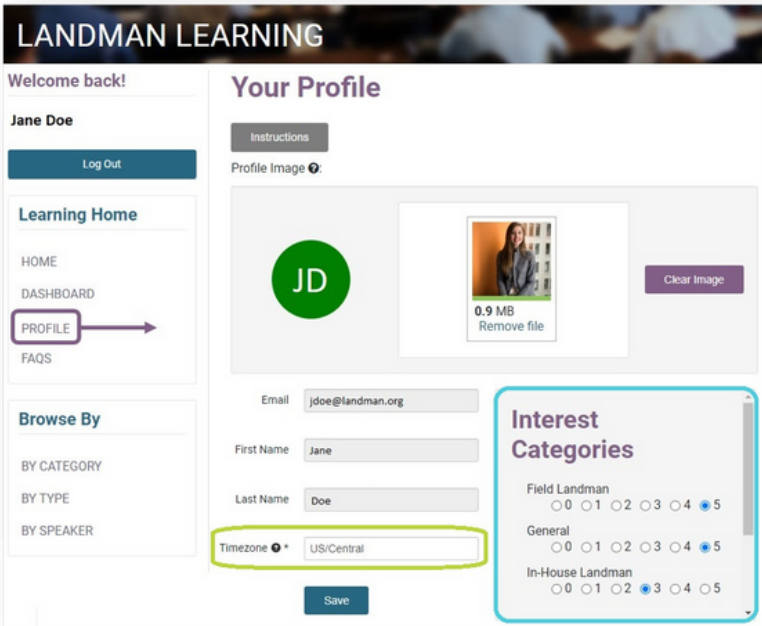 LANDMAN LEARNING
Welcome back!
Jane Doe
Log Out
Learning Home
HOME
DASHBOARD
PROFILE
FAQS
Browse By
BY CATEGORY
BY TYPE
BY SPEAKER
Your Profile
Instructions
Profile Image ?:
JD
0.9 MB
Remove file
Clear Image
Email jdoe@landman.org
First Name Jane
Last Name Doe
Timezone ? * US/Central
Save
Interest
Categories
Field Landman
0 1 2 3 4 5
General
0 1 2 3 4 5
In-House Landman
0 1 2 3 4 5